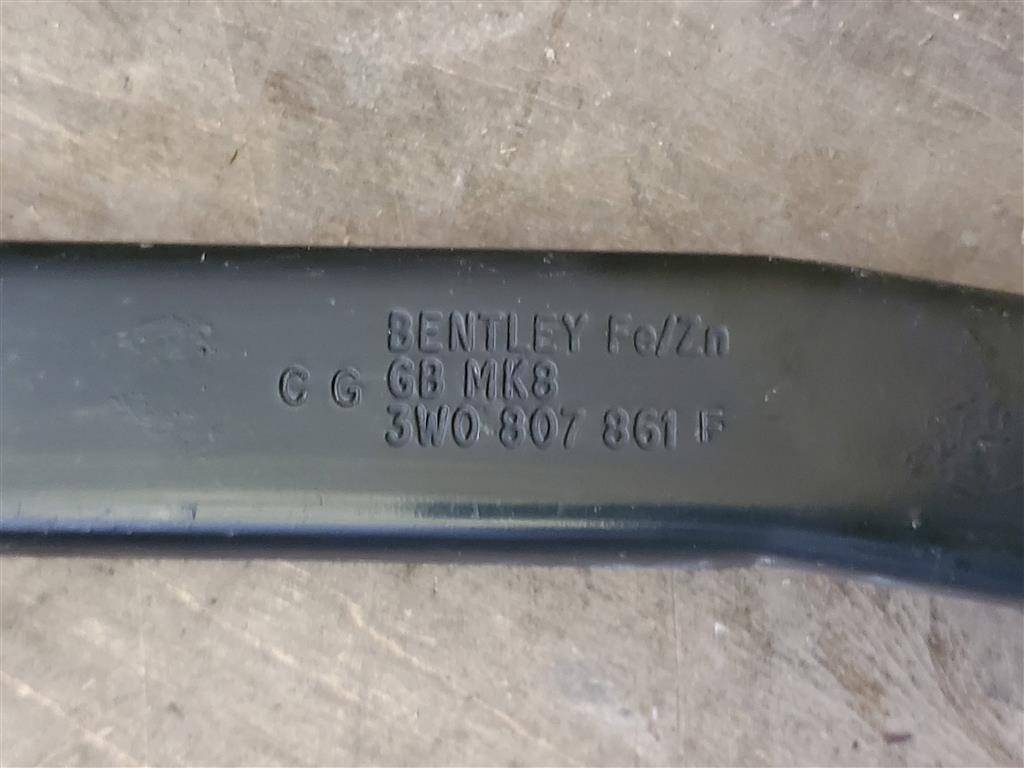 BENTLEY Fe/Zn
C G GB MK8
3W0 807 861 F